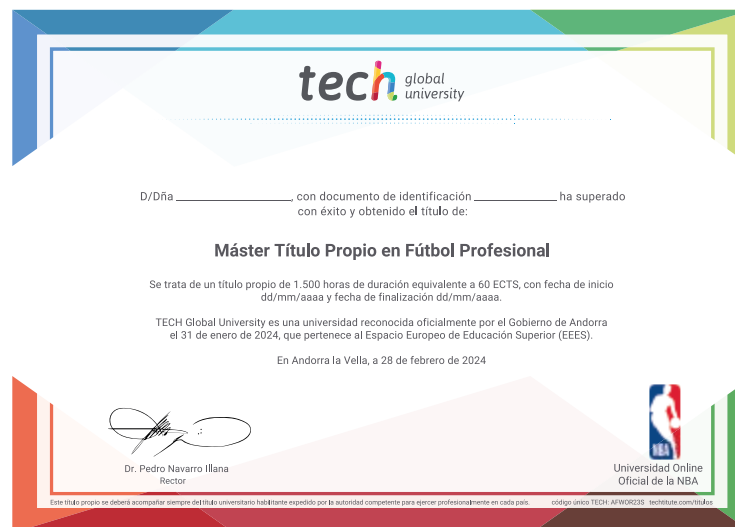 tech global university
D/Dña ____________________, con documento de identificación ______________ ha superado
con éxito y obtenido el título de:
Máster Título Propio en Fútbol Profesional
Se trata de un título propio de 1.500 horas de duración equivalente a 60 ECTS, con fecha de inicio
dd/mm/aaaa y fecha de finalización dd/mm/aaaa.
TECH Global University es una universidad reconocida oficialmente por el Gobierno de Andorra
el 31 de enero de 2024, que pertenece al Espacio Europeo de Educación Superior (EEES).
En Andorra la Vella, a 28 de febrero de 2024
Dr. Pedro Navarro Illana
Rector
NBA
Universidad Online
Oficial de la NBA
Este título propio se deberá acompañar siempre del título universitario habilitante expedido por la autoridad competente para ejercer profesionalmente en cada país. código único TECH: AFWOR23S techtitute.com/titulos